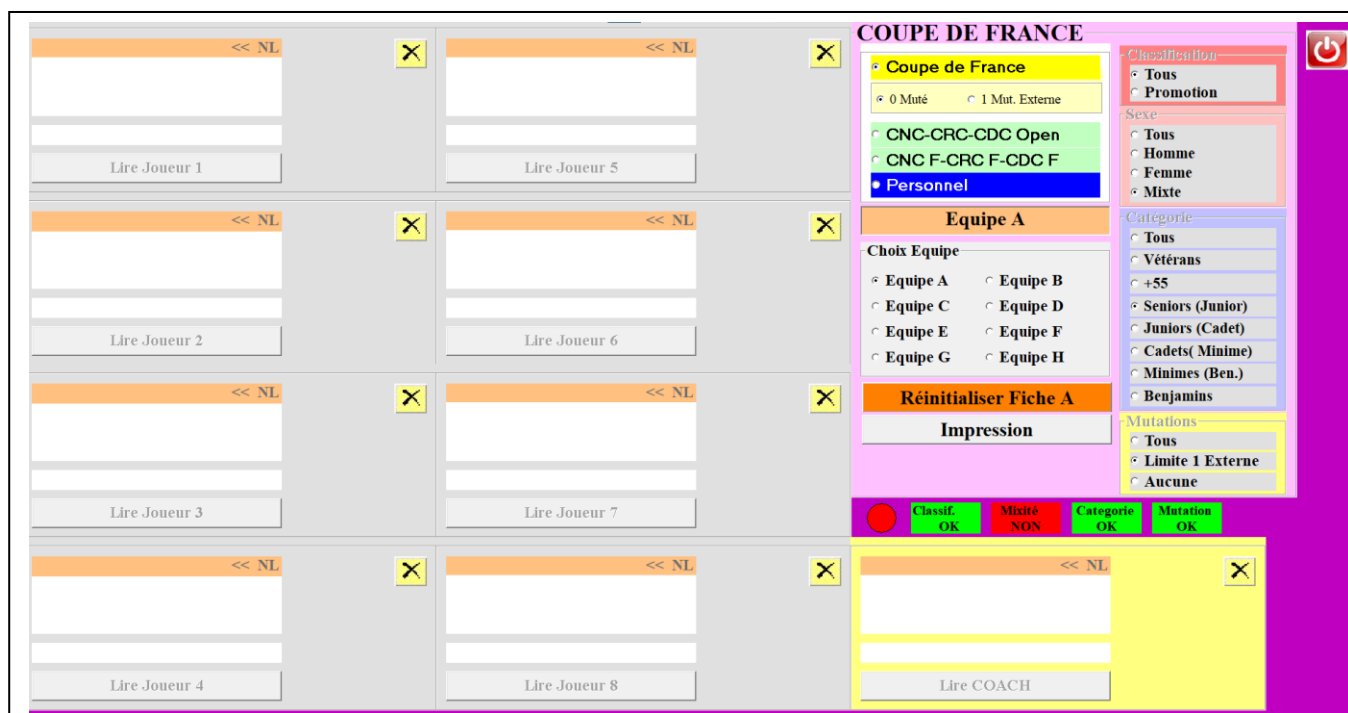 << NL
Lire Joueur 1
<< NL
Lire Joueur 2
<< NL
Lire Joueur 3
<< NL
Lire Joueur 4
<< NL
Lire Joueur 5
<< NL
Lire Joueur 6
<< NL
Lire Joueur 7
<< NL
Lire Joueur 8
COUPE DE FRANCE
Coupe de France
0 Muté 1 Mut. Externe
CNC-CRC-CDC Open
CNC F-CRC F-CDC F
Personnel
Equipe A
Choix Equipe
Equipe A Equipe B
Equipe C Equipe D
Equipe E Equipe F
Equipe G Equipe H
Réinitialiser Fiche A
Impression
Classification
Tous
Promotion
Sexe
Tous
Homme
Femme
Mixte
Catégorie
Tous
Vétérans
+55
Seniors (Junior)
Juniors (Cadet)
Cadets( Minime)
Minimes (Ben.)
Benjamins
Mutations
Tous
Limite 1 Externe
Aucune
Classif. Mixité Categorie Mutation
OK NON OK OK
<< NL
Lire COACH